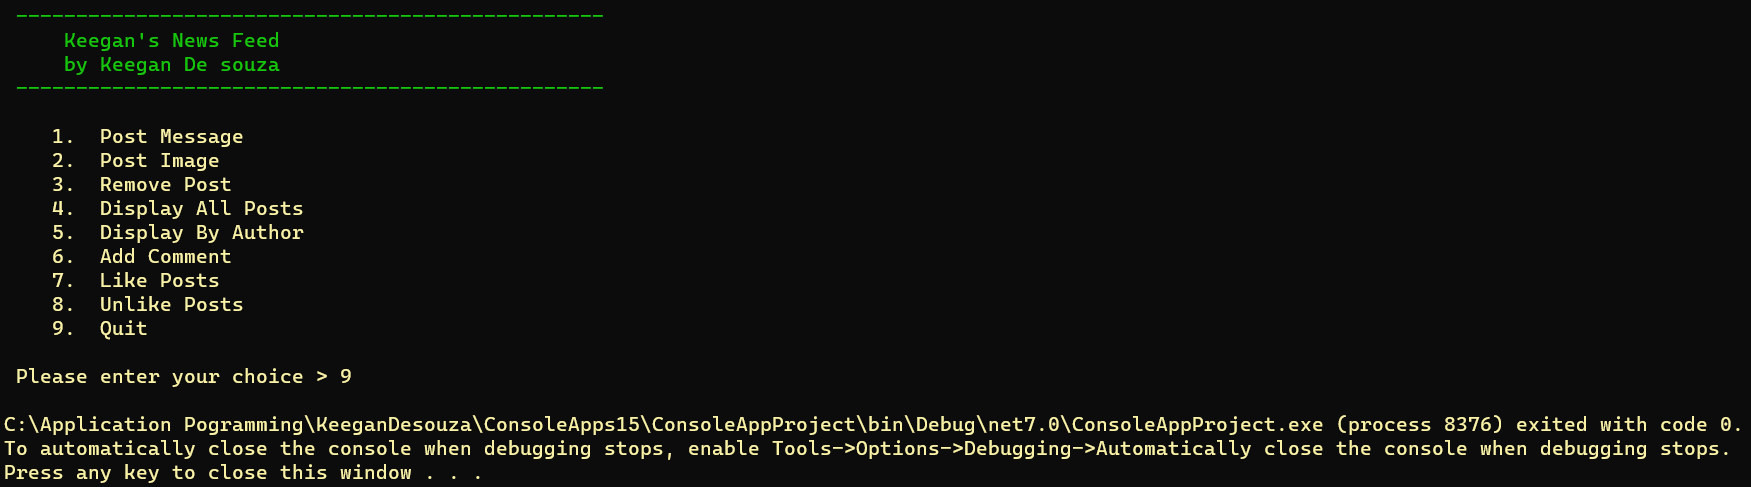 -------------------------------------------------
Keegan's News Feed
by Keegan De souza
-------------------------------------------------
1.  Post Message
2.  Post Image
3.  Remove Post
4.  Display All Posts
5.  Display By Author
6.  Add Comment
7.  Like Posts
8.  Unlike Posts
9.  Quit
Please enter your choice > 9
C:\Application Pogramming\KeeganDesouza\ConsoleApps15\ConsoleAppProject\bin\Debug\net7.0\ConsoleAppProject.exe (process 8376) exited with code 0.
To automatically close the console when debugging stops, enable Tools->Options->Debugging->Automatically close the console when debugging stops.
Press any key to close this window . . .